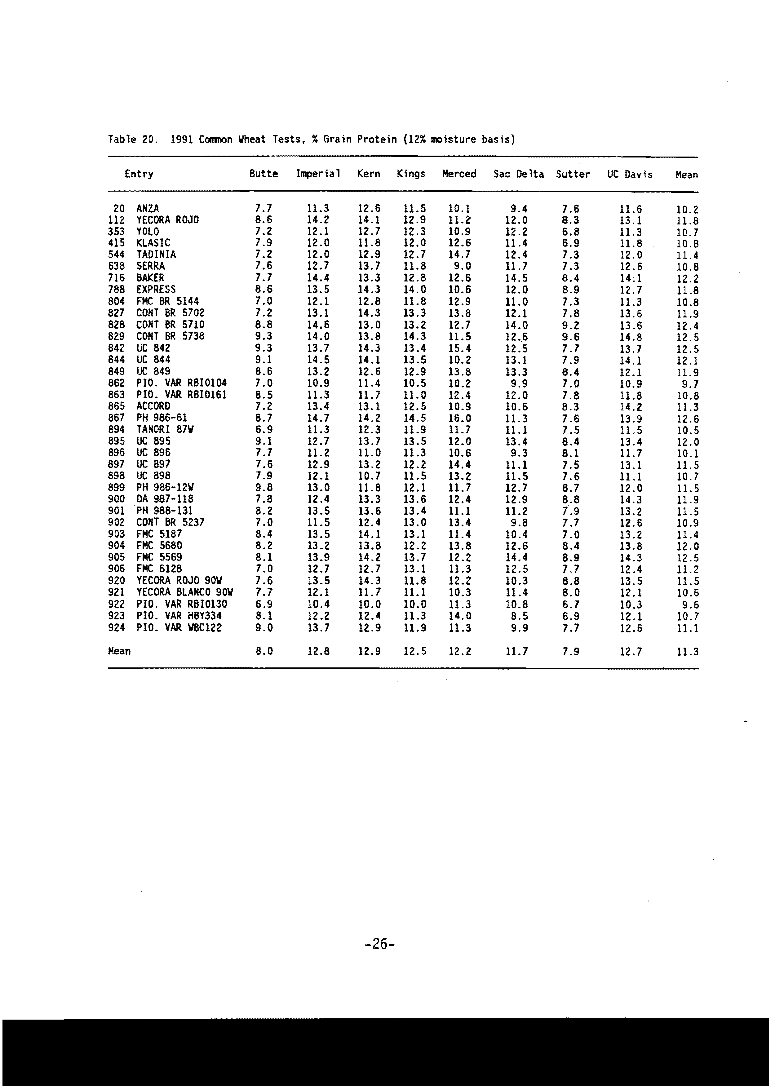 Table 20. 1991 Common Wheat Tests, % Grain Protein (12% moisture basis)
Entry Butte Imperial Kern Kings Merced Sac Delta Sutter UC Davis Mean
20 ANZA 7.7 11.3 12.6 11.5 10.1 9.4 7.6 11.6 10.2
112 YECORA ROJO 8.6 14.2 14.1 12.9 11.2 12.0 8.3 13.1 11.8
353 YOLO 7.2 12.1 12.7 12.3 10.9 12.2 6.8 11.3 10.7
415 KLASIC 7.9 12.0 11.8 12.0 12.6 11.4 6.9 11.8 10.8
544 TADINIA 7.2 12.0 12.9 12.7 14.7 12.4 7.3 12.0 11.4
638 SERRA 7.6 12.7 13.7 11.8 9.0 11.7 7.3 12.6 10.8
716 BAKER 7.7 14.4 13.3 12.8 12.6 14.5 8.4 14.1 12.2
788 EXPRESS 8.6 13.5 14.3 14.0 10.6 12.0 8.9 12.7 11.8
804 FMC BR 5144 7.0 12.1 12.8 11.8 12.9 11.0 7.3 11.3 10.8
827 CONT BR 5702 7.2 13.1 14.3 13.3 13.8 12.1 7.8 13.6 11.9
828 CONT BR 5710 8.8 14.6 13.0 13.2 12.7 14.0 9.2 13.6 12.4
829 CONT BR 5738 9.3 14.0 13.8 14.3 11.5 12.6 9.6 14.8 12.5
842 UC 842 9.3 13.7 14.3 13.4 15.4 12.5 7.7 13.7 12.5
844 UC 844 9.1 14.5 14.1 13.5 10.2 13.1 7.9 14.1 12.1
849 UC 849 8.6 13.2 12.6 12.9 13.8 13.3 8.4 12.1 11.9
862 PIO. VAR RBI0104 7.0 10.9 11.4 10.5 10.2 9.9 7.0 10.9 9.7
863 PIO. VAR RBI0161 8.5 11.3 11.7 11.0 12.4 12.0 7.8 11.8 10.8
865 ACCORD 7.2 13.4 13.1 12.5 10.9 10.6 8.3 14.2 11.3
867 PH 986-61 8.7 14.7 14.2 14.5 16.0 11.3 7.6 13.9 12.6
894 TANORI 87W 6.9 11.3 12.3 11.9 11.7 11.1 7.5 11.5 10.5
895 UC 895 9.1 12.7 13.7 13.5 12.0 13.4 8.4 13.4 12.0
896 UC 896 7.7 11.2 11.0 11.3 10.6 9.3 8.1 11.7 10.1
897 UC 897 7.6 12.9 13.2 12.2 14.4 11.1 7.5 13.1 11.5
898 UC 898 7.9 12.1 10.7 11.5 13.2 11.5 7.6 11.1 10.7
899 PH 986-12W 9.8 13.0 11.8 12.1 11.7 12.7 8.7 12.0 11.5
900 DA 987-118 7.8 12.4 13.3 13.6 12.4 12.9 8.8 14.3 11.9
901 PH 988-131 8.2 13.5 13.6 13.4 11.1 11.2 7.9 13.2 11.5
902 CONT BR 5237 7.0 11.5 12.4 13.0 13.4 9.8 7.7 12.6 10.9
903 FMC 5187 8.4 13.5 14.1 13.1 11.4 10.4 7.0 13.2 11.4
904 FMC 5680 8.2 13.2 13.8 12.2 13.8 12.6 8.4 13.8 12.0
905 FMC 5569 8.1 13.9 14.2 13.7 12.2 14.4 8.9 14.3 12.5
906 FMC 6128 7.0 12.7 12.7 13.1 11.3 12.5 7.7 12.4 11.2
920 YECORA ROJO 90W 7.6 13.5 14.3 11.8 12.2 10.3 8.8 13.5 11.5
921 YECORA BLANCO 90W 7.7 12.1 11.7 11.1 10.3 11.4 8.0 12.1 10.6
922 PIO. VAR RBI0130 6.9 10.4 10.0 10.0 11.3 10.8 6.7 10.3 9.6
923 PIO. VAR HBY334 8.1 12.2 12.4 11.3 14.0 8.5 6.9 12.1 10.7
924 PIO. VAR WBC122 9.0 13.7 12.9 11.9 11.3 9.9 7.7 12.6 11.1
Mean 8.0 12.8 12.9 12.5 12.2 11.7 7.9 12.7 11.3
-26-